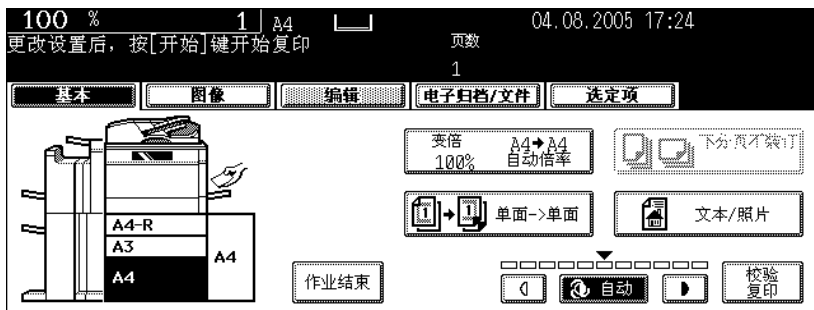 100 % 1 A4 04.08.2005 17:24
更改设置后，按[开始]键开始复印 页数
1
基本 图像 编辑 电子归档/文件 选定项
变倍 A4➜A4
100% 自动倍率
不分页不装订
1➜1 单面->单面 文本/照片
A4-R
A3
A4 A4
作业结束 自动 校验
复印